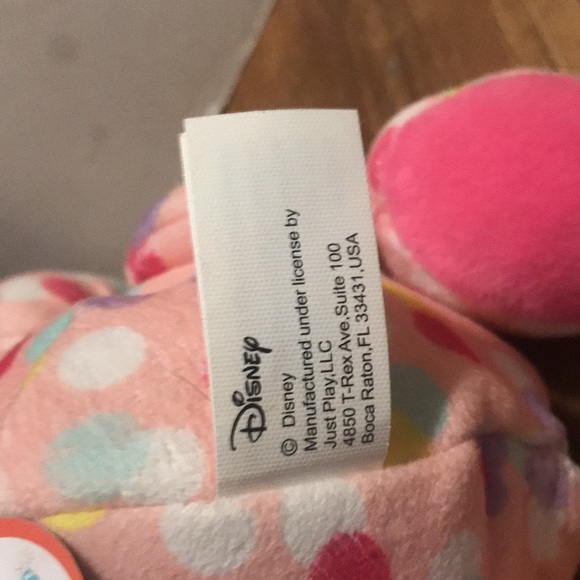 Disney
© Disney
Manufactured under license by
Just Play,LLC
4850 T-Rex Ave,Suite 100
Boca Raton,FL 33431,USA